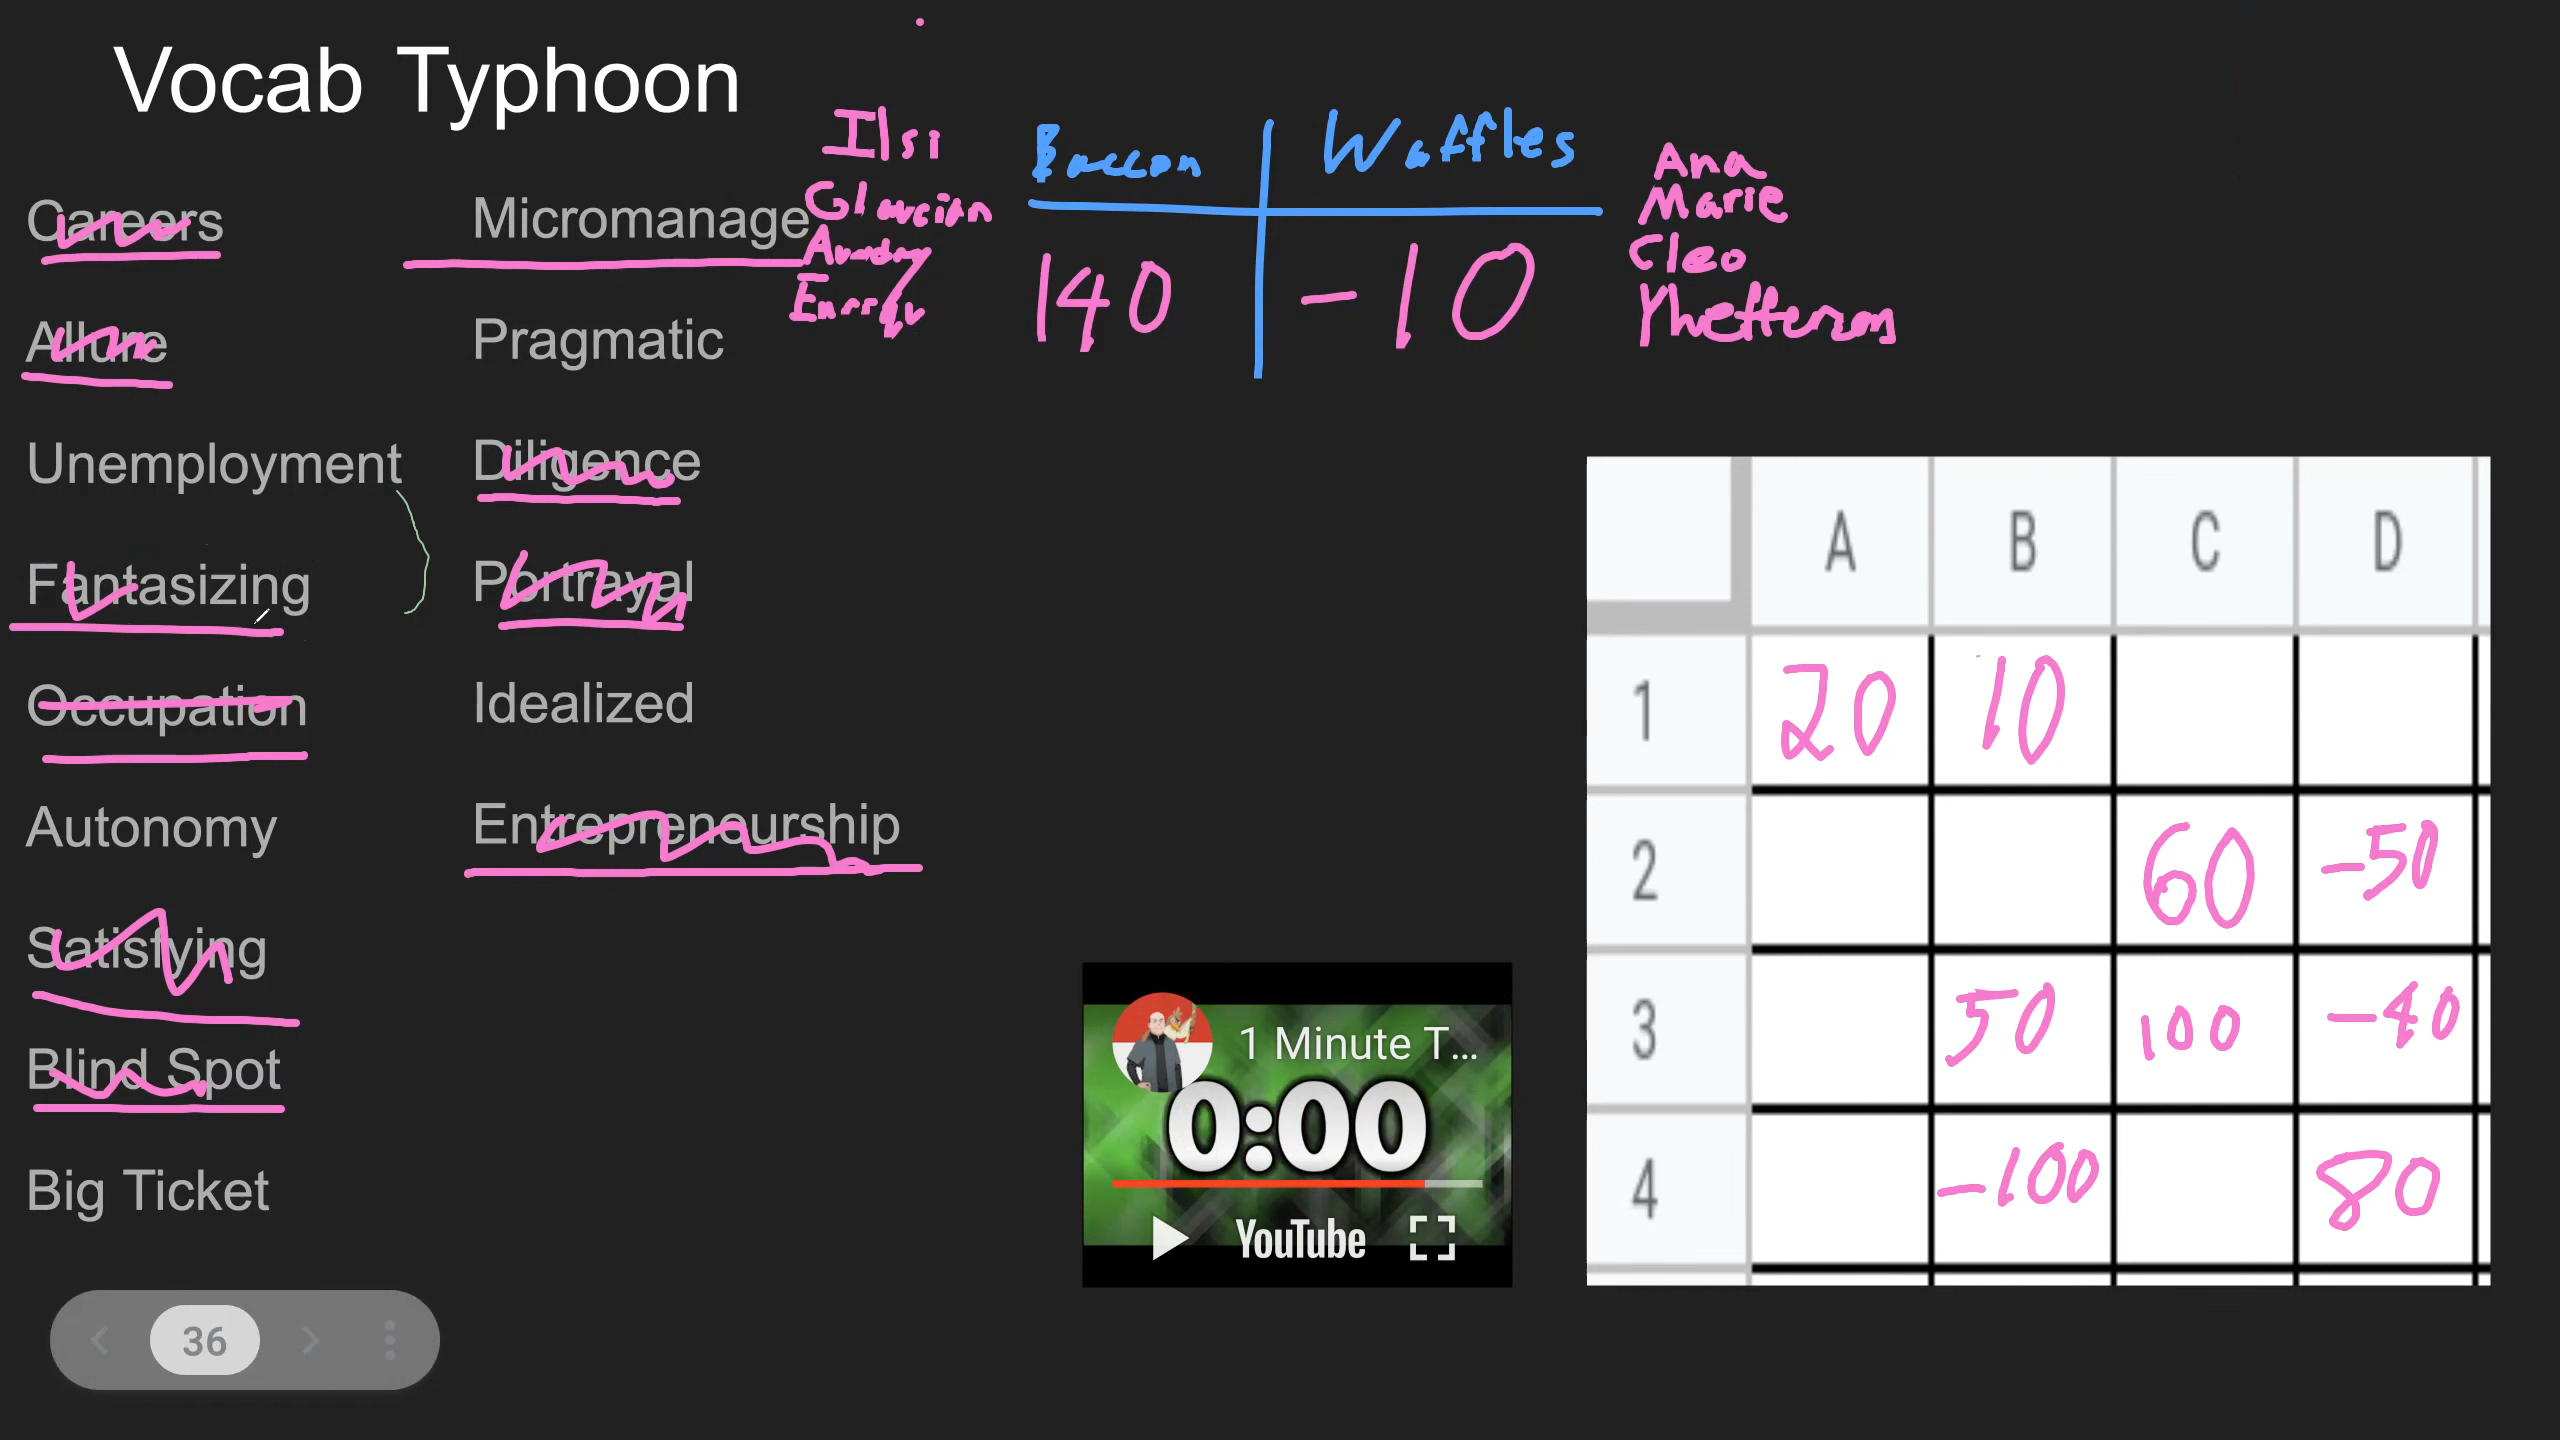 Vocab Typhoon
Careers
Allure
Unemployment
Fantasizing
Occupation
Autonomy
Satisfying
Blind Spot
Big Ticket
Micromanage
Pragmatic
Diligence
Portrayal
Idealized
Entrepreneurship
Ilsi
Bacon
Waffles
140
-10
Ana
Marie
Cleo
A B C D
1 20 10
2 60 -50
3 50 100 -40
4 -100 80
1 Minute T...
0:00
YouTube
36